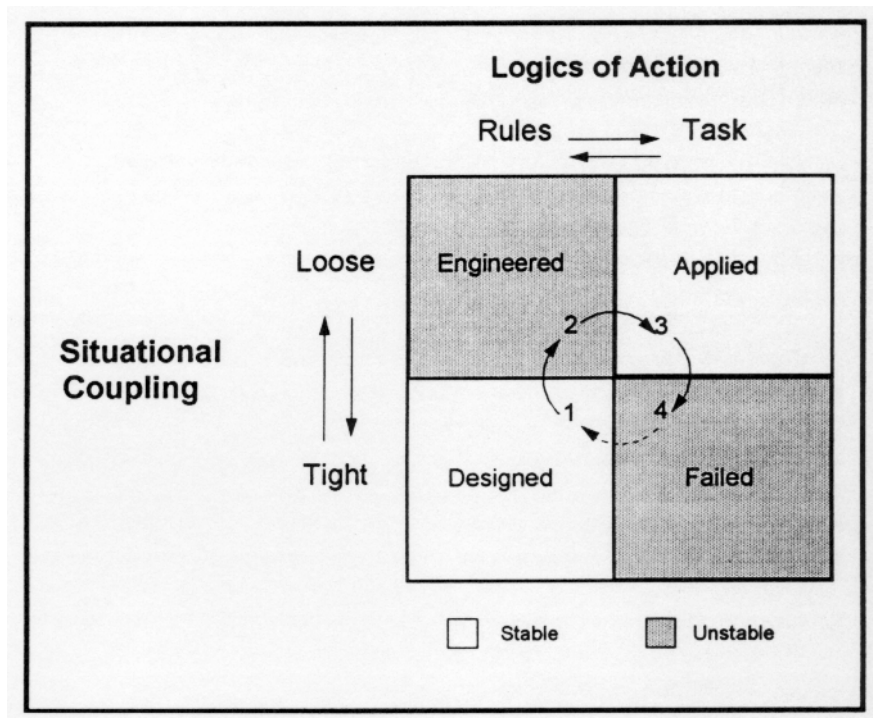 Logics of Action
Rules Task
Loose
Engineered Applied
2 3
Situational
Coupling
1 4
Tight
Designed Failed
Stable Unstable